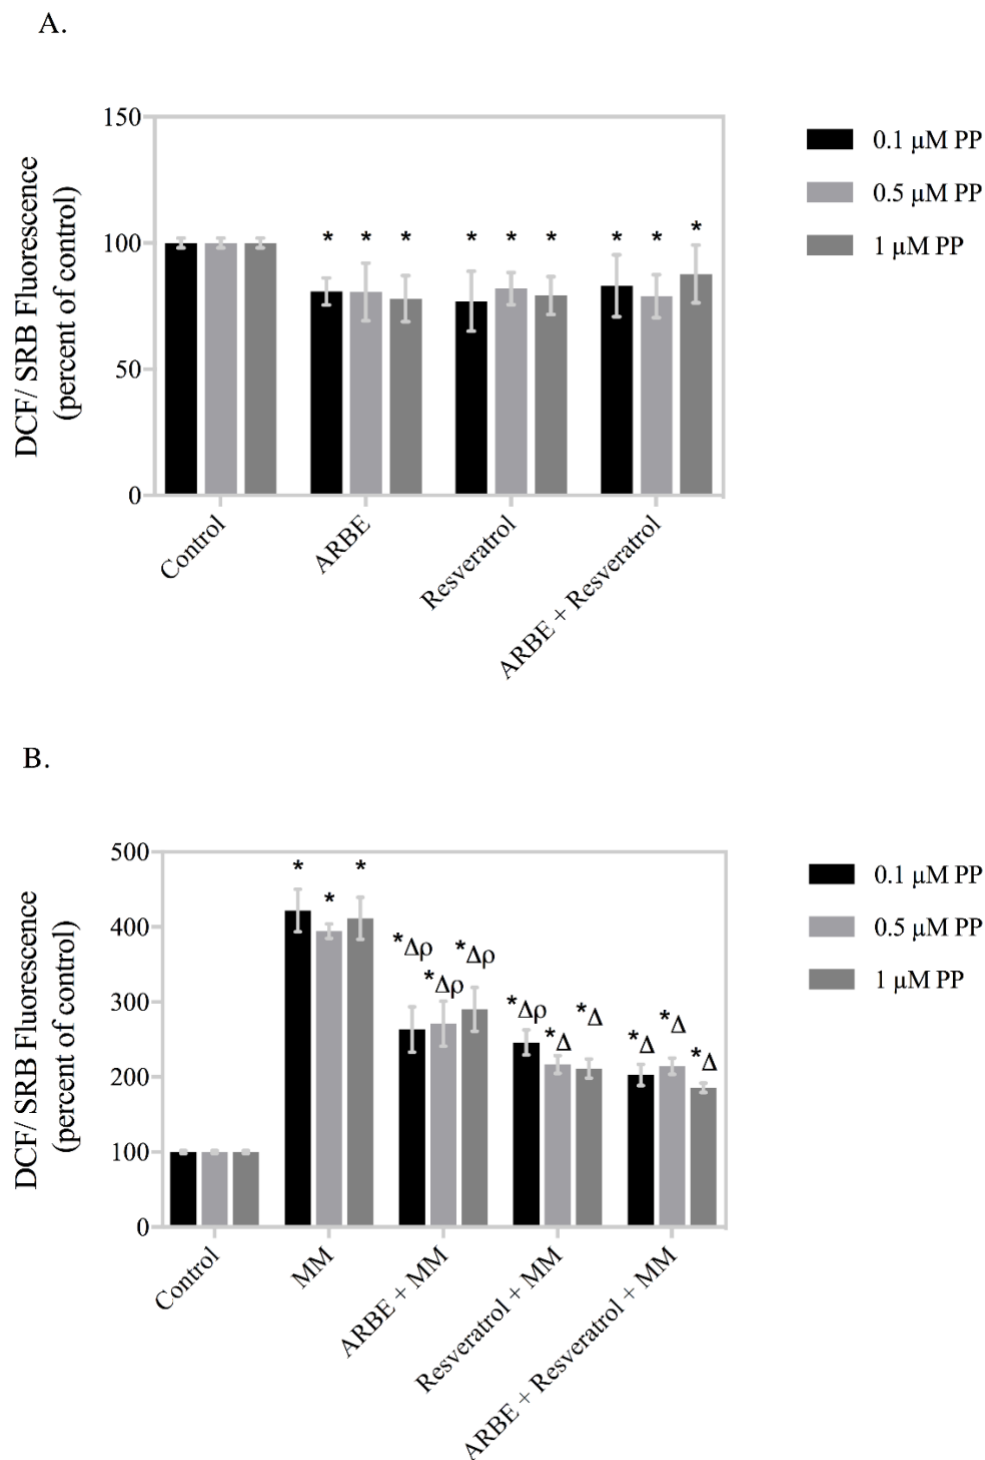 A.
DCF/ SRB Fluorescence
(percent of control)
150
100
50
0
* * * * * * * * *
Control
ARBE
Resveratrol
ARBE + Resveratrol
0.1 μM PP
0.5 μM PP
1 μM PP
B.
DCF/ SRB Fluorescence
(percent of control)
500
400
300
200
100
0
* * *
*Δρ *Δρ *Δρ
*Δρ *Δ *Δ
*Δ *Δ *Δ
Control
MM
ARBE + MM
Resveratrol + MM
ARBE + Resveratrol + MM
0.1 μM PP
0.5 μM PP
1 μM PP